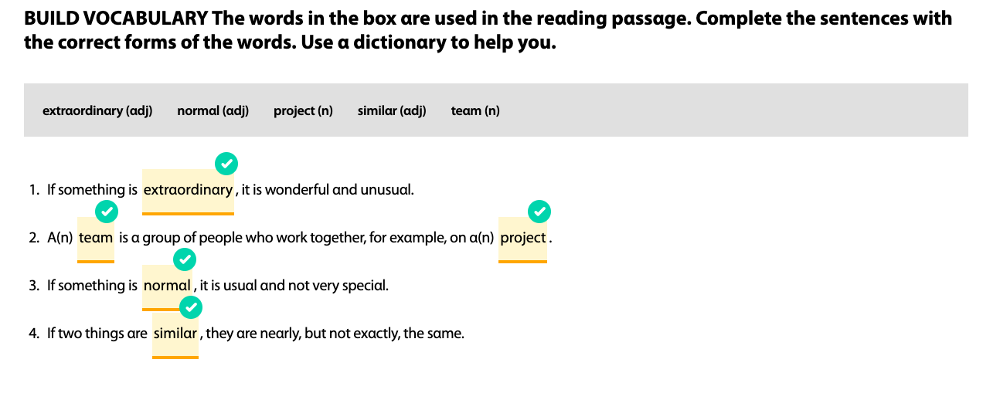 BUILD VOCABULARY The words in the box are used in the reading passage. Complete the sentences with
the correct forms of the words. Use a dictionary to help you.
extraordinary (adj) normal (adj) project (n) similar (adj) team (n)
1. If something is extraordinary, it is wonderful and unusual.
2. A(n) team is a group of people who work together, for example, on a(n) project.
3. If something is normal, it is usual and not very special.
4. If two things are similar, they are nearly, but not exactly, the same.